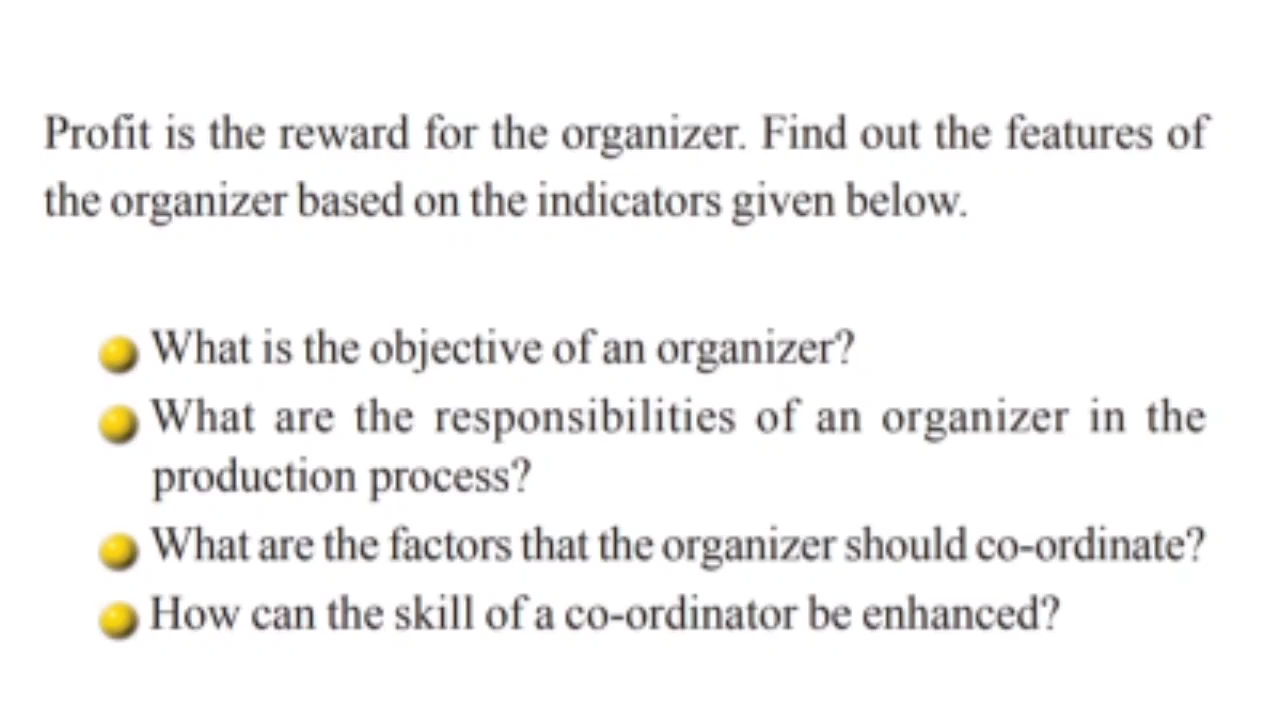 Profit is the reward for the organizer. Find out the features of
the organizer based on the indicators given below.
What is the objective of an organizer?
What are the responsibilities of an organizer in the
production process?
What are the factors that the organizer should co-ordinate?
How can the skill of a co-ordinator be enhanced?